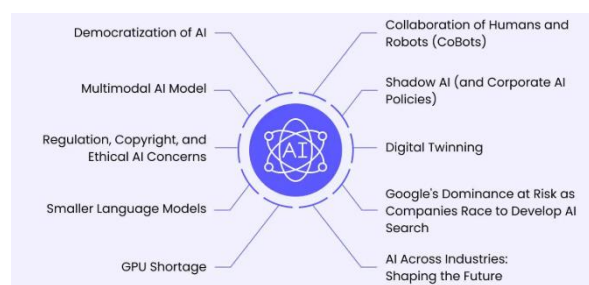 Democratization of AI
Multimodal AI Model
Regulation, Copyright, and
Ethical AI Concerns
Smaller Language Models
GPU Shortage
AI
Collaboration of Humans and
Robots (CoBots)
Shadow AI (and Corporate AI
Policies)
Digital Twinning
Google's Dominance at Risk as
Companies Race to Develop AI
Search
AI Across Industries:
Shaping the Future